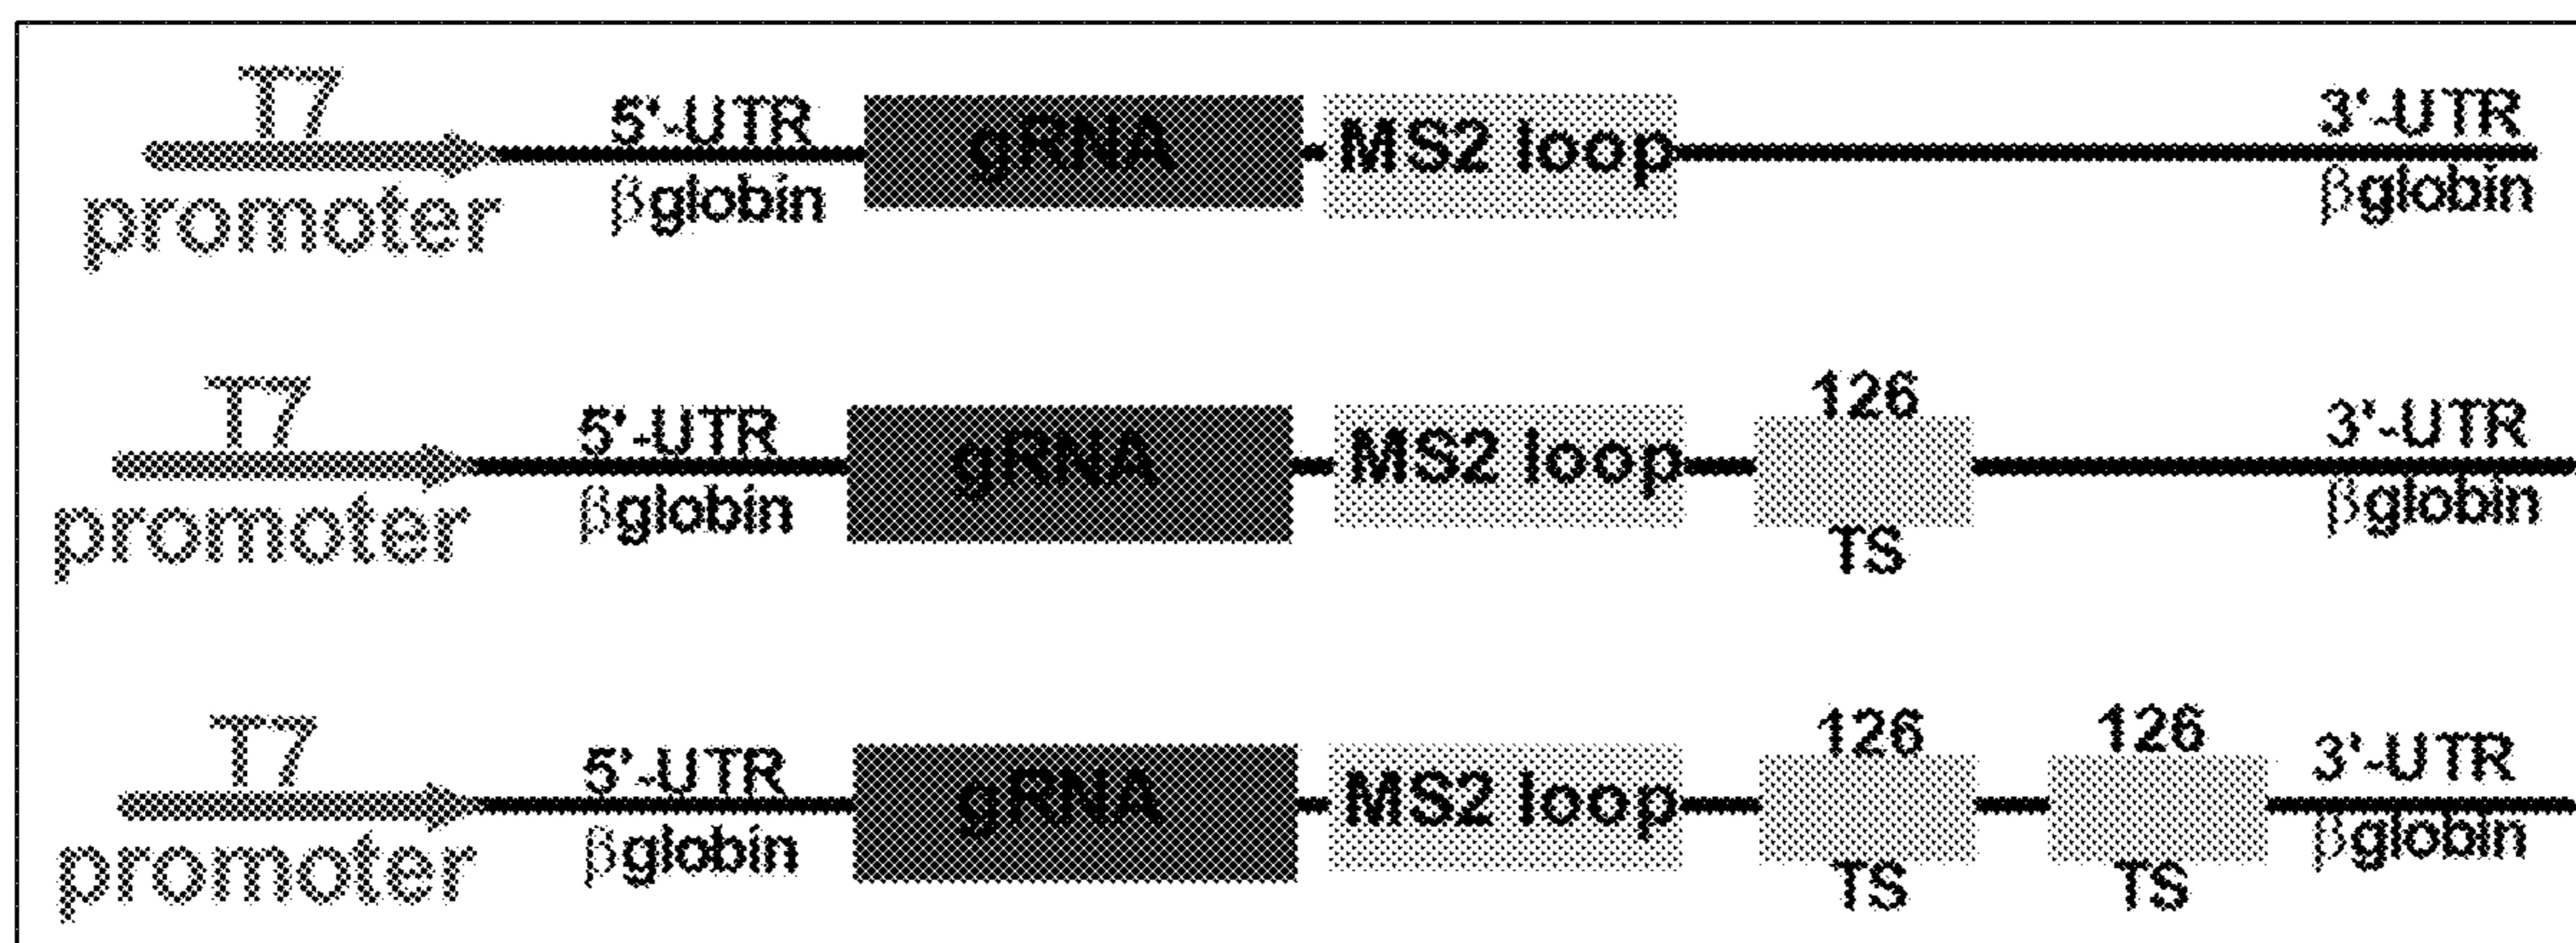 T7
promoter
5'-UTR
βglobin
gRNA
MS2 loop
3'-UTR
βglobin
T7
promoter
5'-UTR
βglobin
gRNA
MS2 loop
126
TS
3'-UTR
βglobin
T7
promoter
5'-UTR
βglobin
gRNA
MS2 loop
126
TS
126
TS
3'-UTR
βglobin